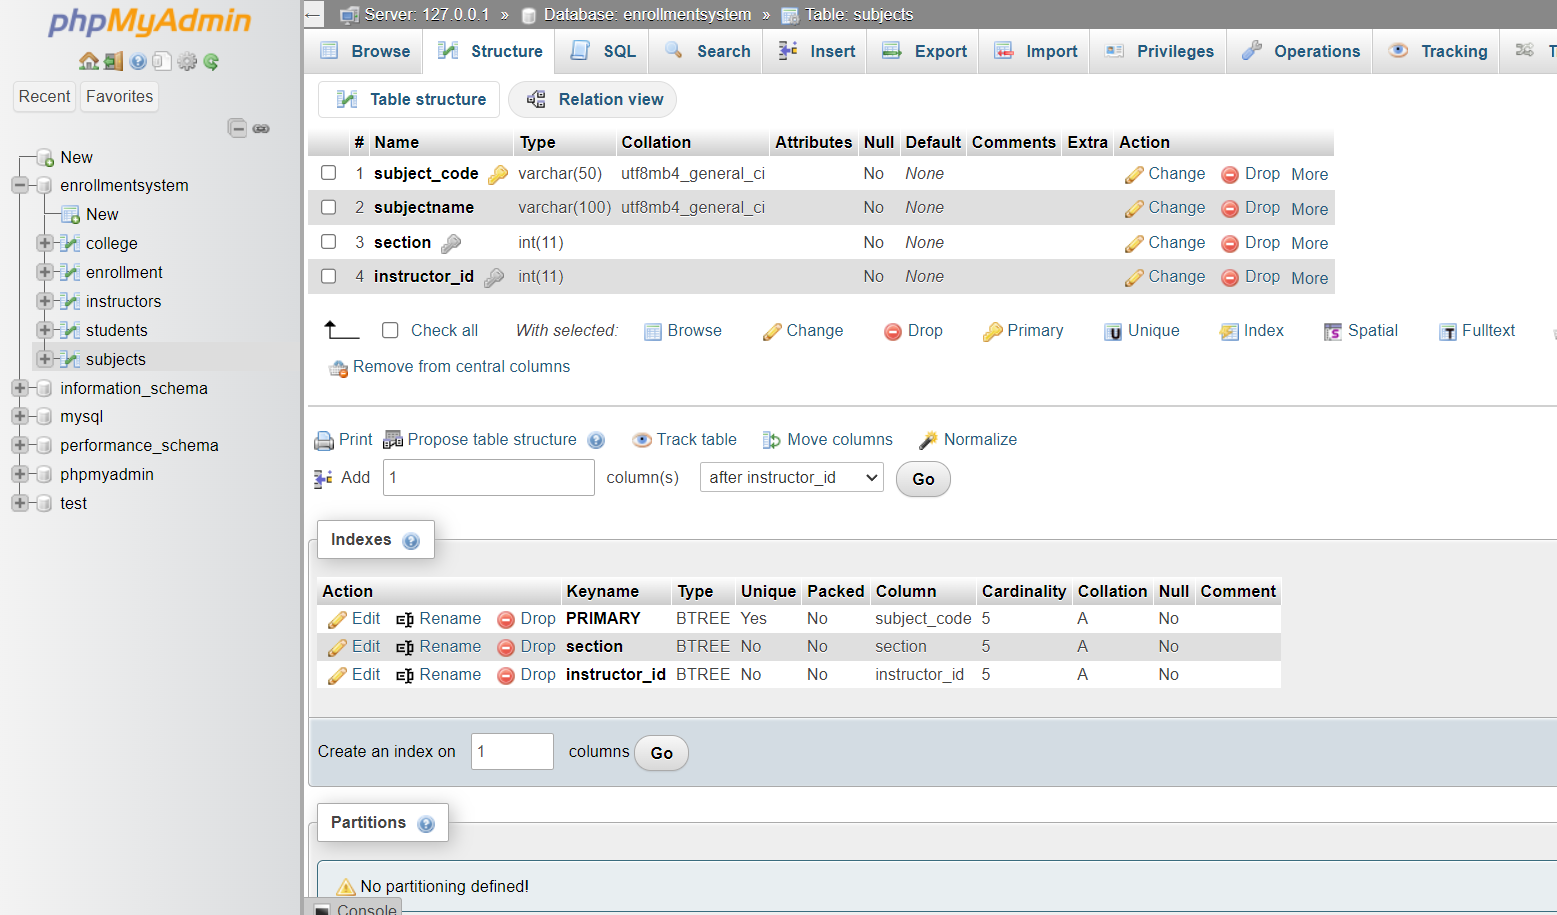 phpMyAdmin
Recent Favorites
New
enrollmentsystem
New
college
enrollment
instructors
students
subjects
information_schema
mysql
performance_schema
phpmyadmin
test
Server: 127.0.0.1 » Database: enrollmentsystem » Table: subjects
Browse Structure SQL Search Insert Export Import Privileges Operations Tracking
Table structure Relation view
# Name Type Collation Attributes Null Default Comments Extra Action
1 subject_code varchar(50) utf8mb4_general_ci No None Change Drop More
2 subjectname varchar(100) utf8mb4_general_ci No None Change Drop More
3 section int(11) No None Change Drop More
4 instructor_id int(11) No None Change Drop More
Check all With selected: Browse Change Drop Primary Unique Index Spatial Fulltext
Remove from central columns
Print Propose table structure Track table Move columns Normalize
Add 1 column(s) after instructor_id Go
Indexes
Action Keyname Type Unique Packed Column Cardinality Collation Null Comment
Edit Rename Drop PRIMARY BTREE Yes No subject_code 5 A No
Edit Rename Drop section BTREE No No section 5 A No
Edit Rename Drop instructor_id BTREE No No instructor_id 5 A No
Create an index on 1 columns Go
Partitions
No partitioning defined!
Console